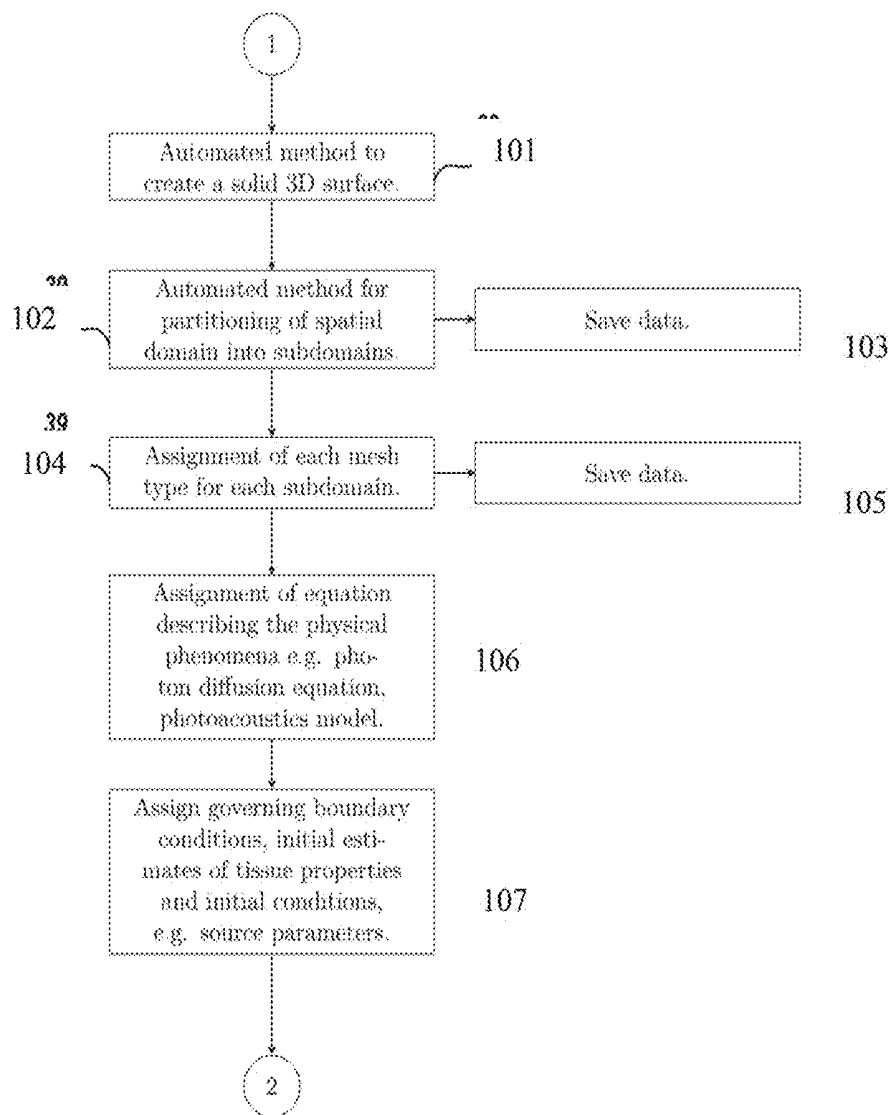 1
Automated method to
create a solid 3D surface.
101
Automated method for
partitioning of spatial
domain into subdomains.
102
Save data.
103
39
Assignment of each mesh
type for each subdomain.
104
Save data.
105
Assignment of equation
describing the physical
phenomena e.g. pho-
ton diffusion equation,
photoacoustics model.
106
Assign governing boundary
conditions, initial esti-
mates of tissue properties
and initial conditions,
e.g. source parameters.
107
2